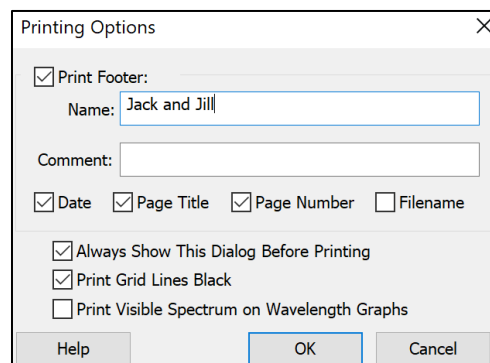 Printing Options
Print Footer:
Name: Jack and Jill
Comment:
Date Page Title Page Number Filename
Always Show This Dialog Before Printing
Print Grid Lines Black
Print Visible Spectrum on Wavelength Graphs
Help OK Cancel